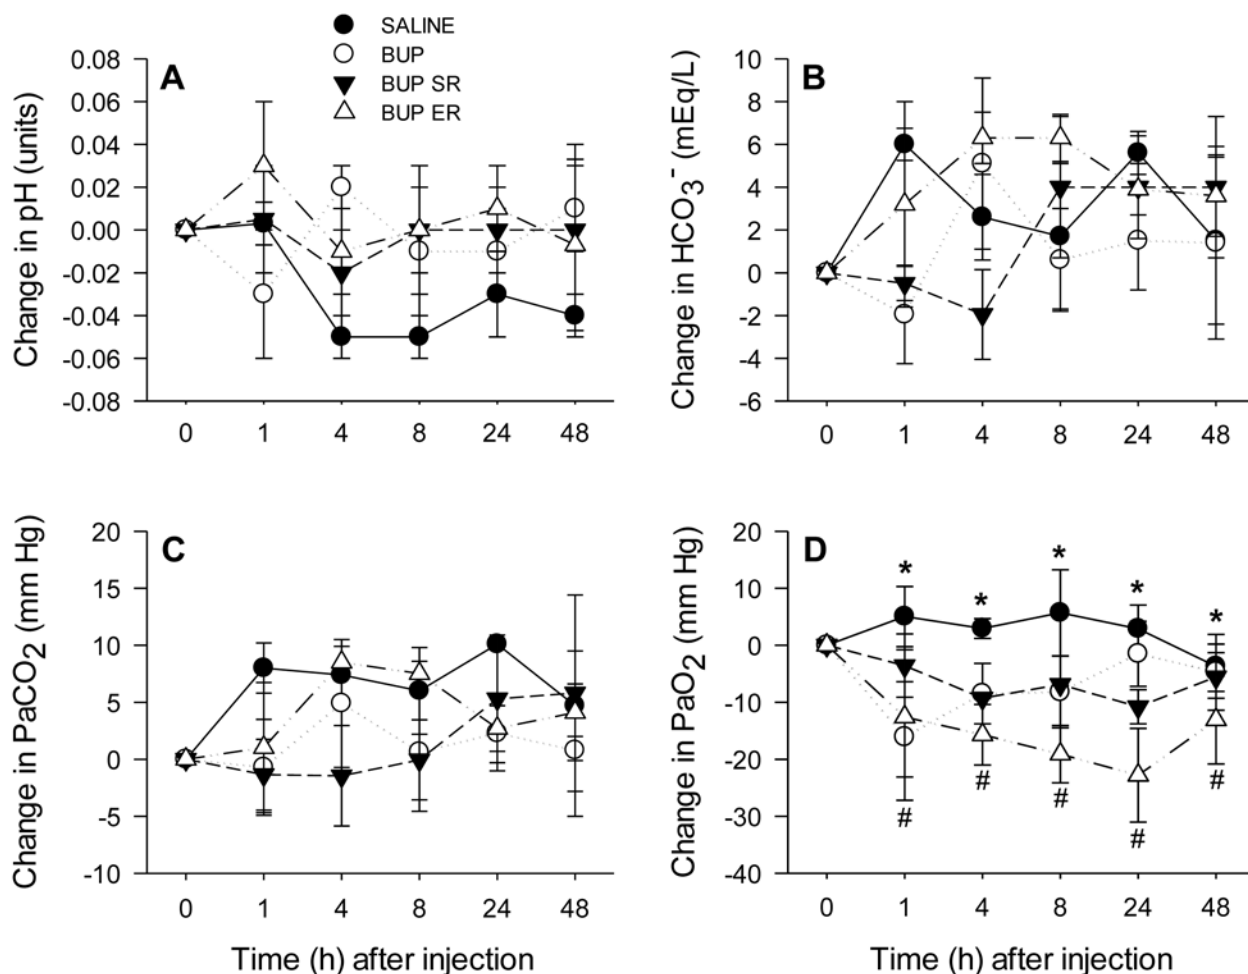 SALINE
BUP
BUP SR
BUP ER
A
Change in pH (units)
0.08
0.06
0.04
0.02
0.00
-0.02
-0.04
-0.06
-0.08
0 1 4 8 24 48
B
Change in HCO3- (mEq/L)
10
8
6
4
2
0
-2
-4
-6
0 1 4 8 24 48
C
Change in PaCO2 (mm Hg)
20
15
10
5
0
-5
-10
0 1 4 8 24 48
Time (h) after injection
D
Change in PaO2 (mm Hg)
20
10
0
-10
-20
-30
-40
* * * * *
# # # # #
0 1 4 8 24 48
Time (h) after injection